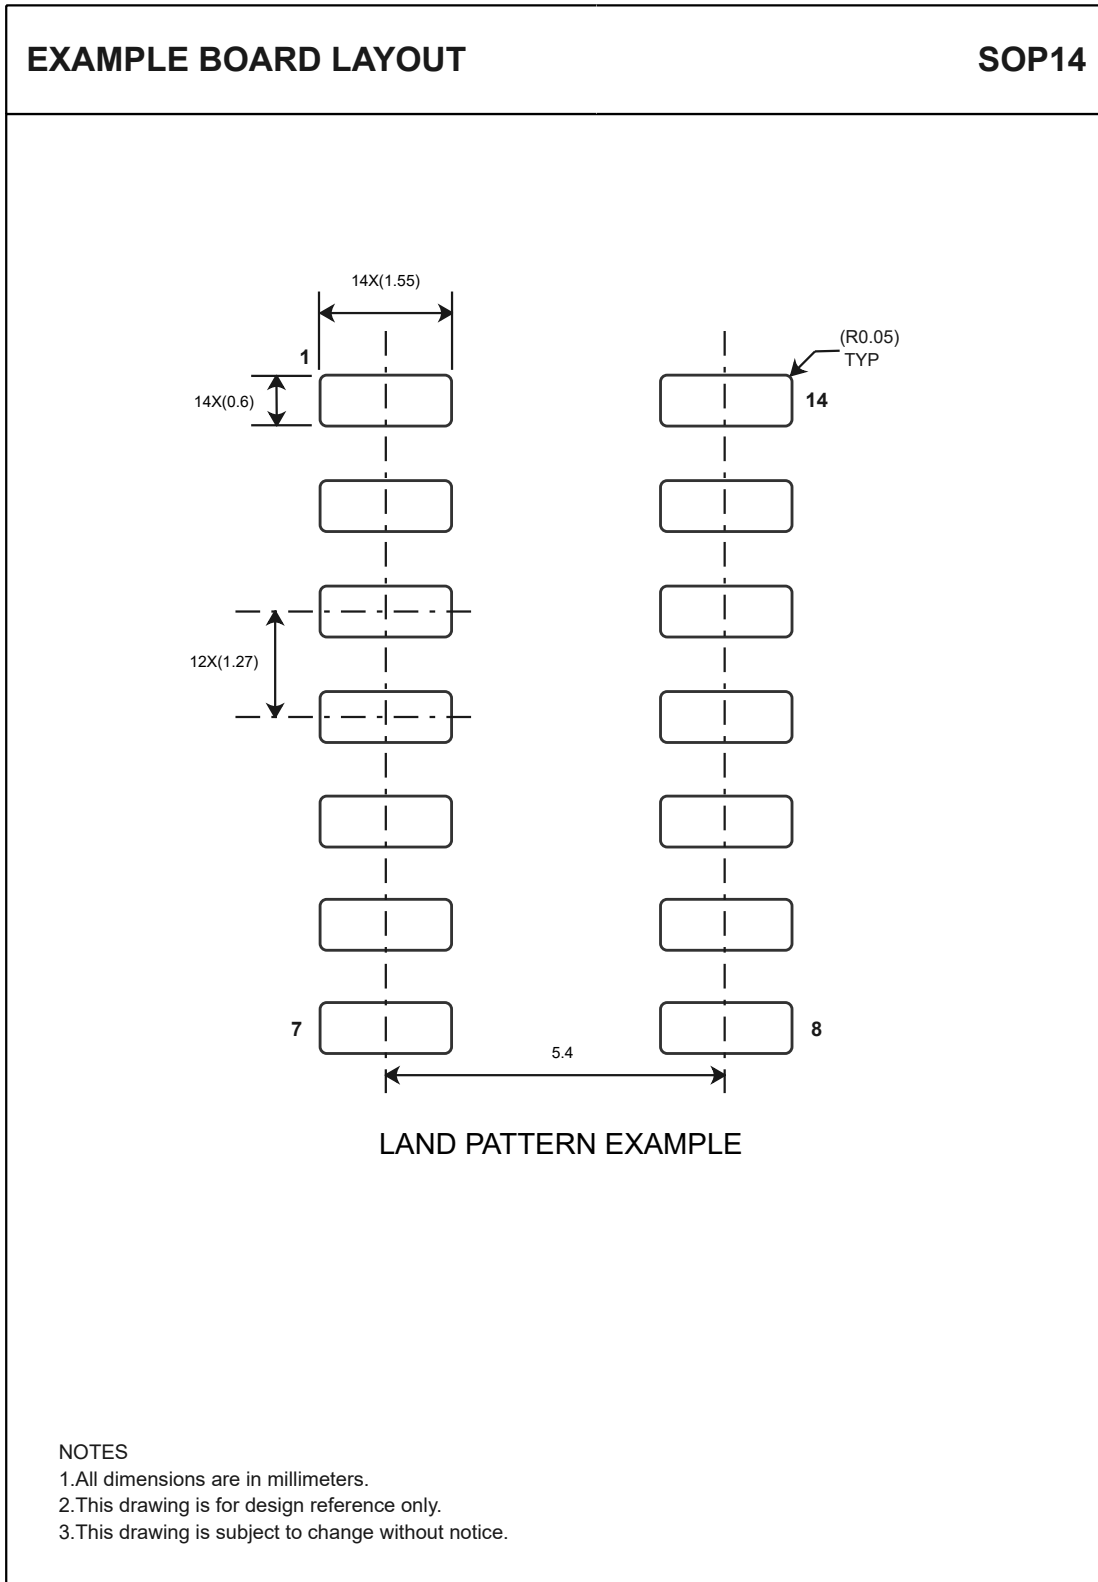 EXAMPLE BOARD LAYOUT
SOP14
14X(1.55)
(R0.05)
TYP
1
14X(0.6)
14
12X(1.27)
7
8
5.4
LAND PATTERN EXAMPLE
NOTES
1.All dimensions are in millimeters.
2.This drawing is for design reference only.
3.This drawing is subject to change without notice.